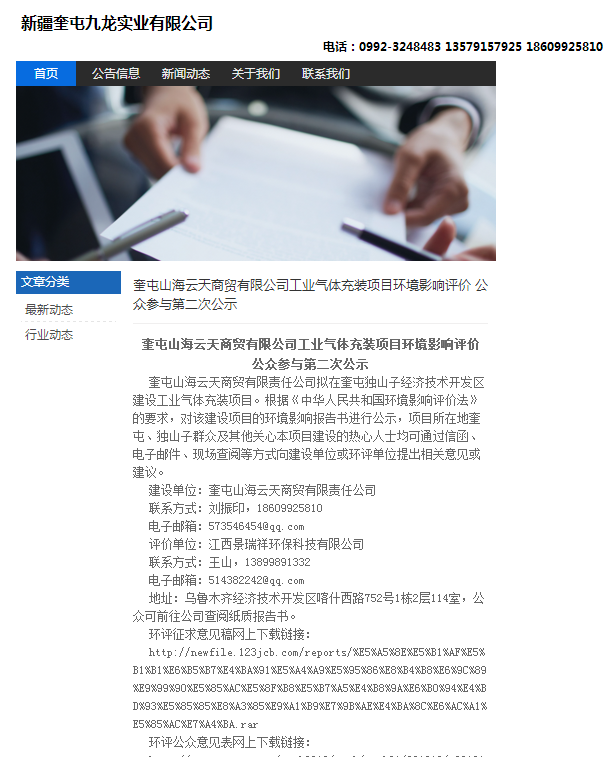 新疆奎屯九龙实业有限公司
电话：0992-3248483 13579157925 18609925810
首页 公告信息 新闻动态 关于我们 联系我们
文章分类
最新动态
行业动态
奎屯山海云天商贸有限公司工业气体充装项目环境影响评价 公
众参与第二次公示
奎屯山海云天商贸有限公司工业气体充装项目环境影响评价
公众参与第二次公示
奎屯山海云天商贸有限责任公司拟在奎屯独山子经济技术开发区
建设工业气体充装项目。根据《中华人民共和国环境影响评价法》
的要求，对该建设项目的环境影响报告书进行公示，项目所在地奎
屯、独山子群众及其他关心本项目建设的热心人士均可通过信函、
电子邮件、现场查阅等方式向建设单位或环评单位提出相关意见或
建议。
建设单位：奎屯山海云天商贸有限责任公司
联系方式：刘振印，18609925810
电子邮箱：573546454@qq.com
评价单位：江西景瑞祥环保科技有限公司
联系方式：王山，13899891332
电子邮箱：514382242@qq.com
地址：乌鲁木齐经济技术开发区喀什西路752号1栋2层114室，公
众可前往公司查阅纸质报告书。
环评征求意见稿网上下载链接：
http://newfile.123jcb.com/reports/%E5%A5%8E%E5%B1%AF%E5%
B1%B1%E6%B5%B7%E4%BA%91%E5%A4%A9%E5%95%86%E8%B4%B8%E6%9C%89
%E9%99%90%E5%85%AC%E5%8F%B8%E5%B7%A5%E4%B8%9A%E6%B0%94%E4%B
D%93%E5%85%85%E8%A3%85%E9%A1%B9%E7%9B%AE%E4%BA%8C%E6%AC%A1%
E5%85%AC%E7%A4%BA.rar
环评公众意见表网上下载链接：